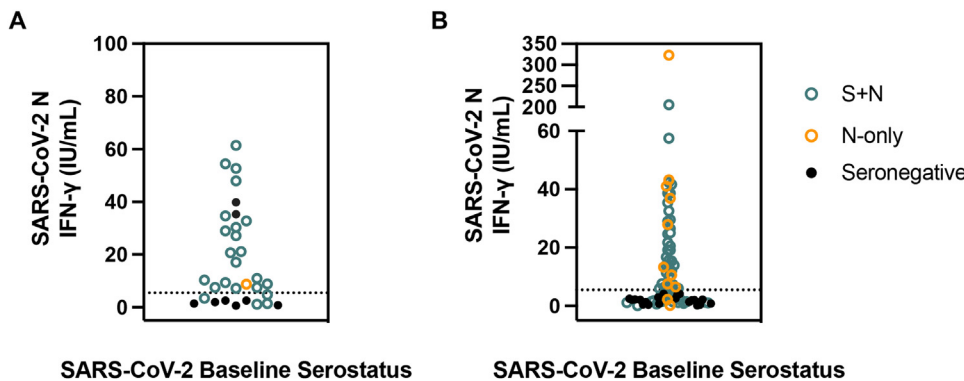 A
SARS-CoV-2 N
IFN-γ (IU/mL)
100
80
60
40
20
0
SARS-CoV-2 Baseline Serostatus
B
SARS-CoV-2 N
IFN-γ (IU/mL)
350
300
250
200
60
40
20
0
SARS-CoV-2 Baseline Serostatus
S+N
N-only
Seronegative